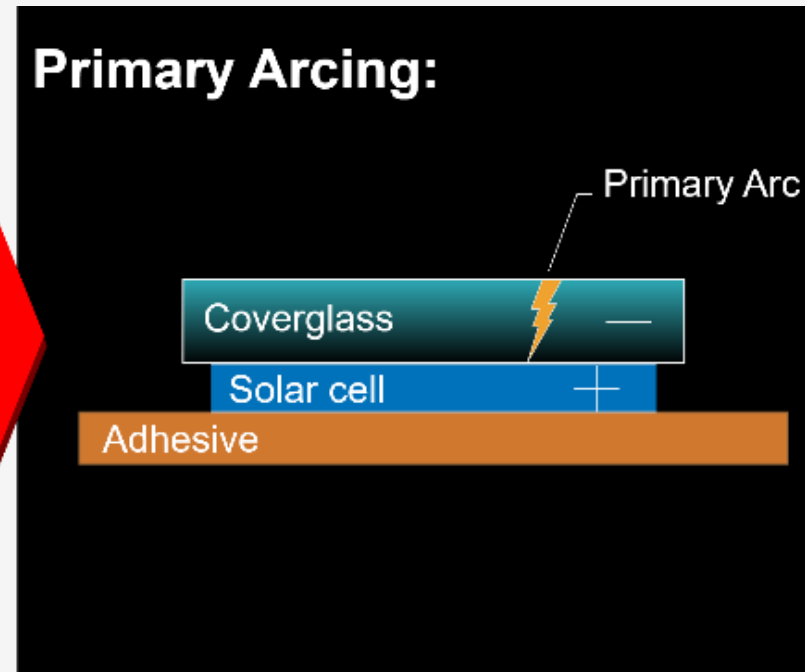 Primary Arcing:
Primary Arc
Coverglass
—
Solar cell
+
Adhesive